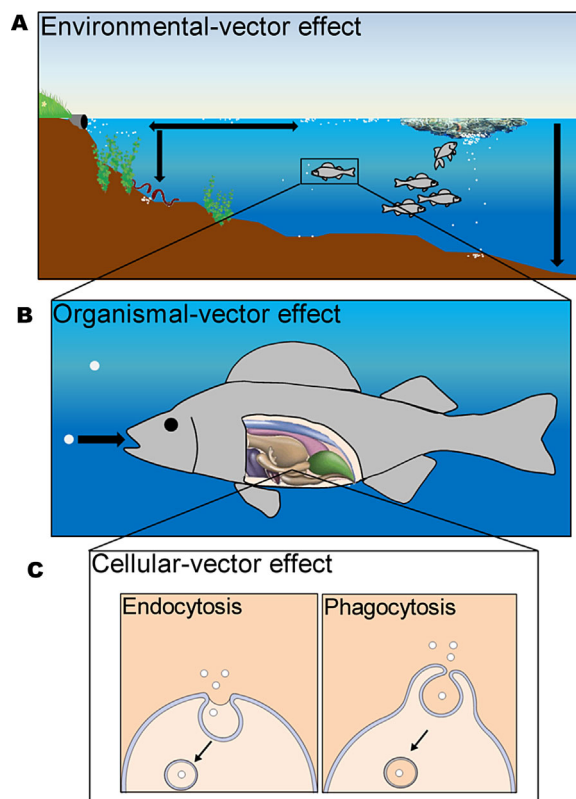 A
Environmental-vector effect
B
Organismal-vector effect
C
Cellular-vector effect
Endocytosis
Phagocytosis